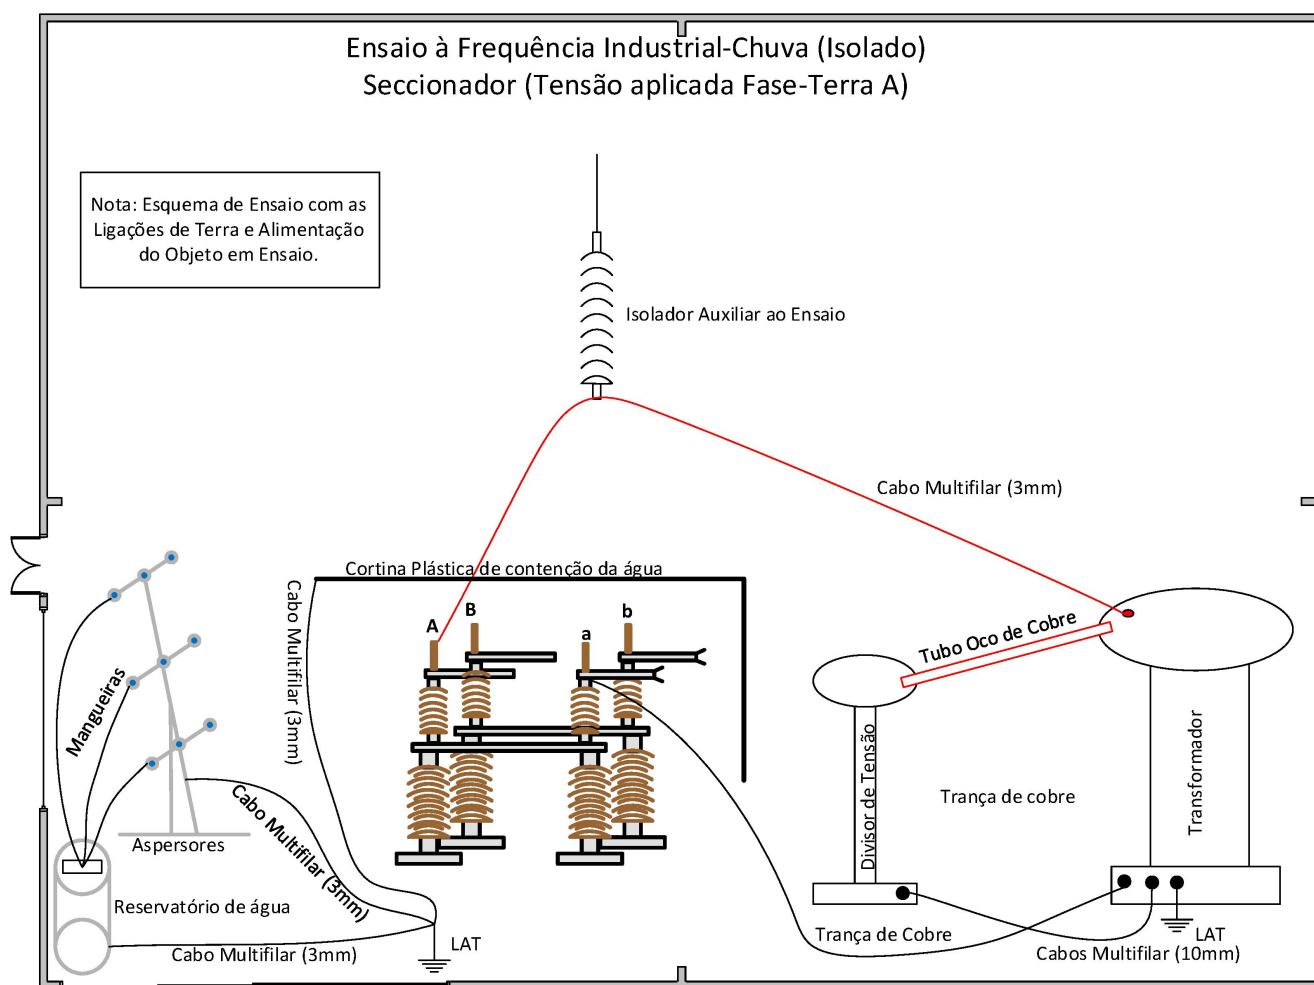 Ensaio à Frequência Industrial-Chuva (Isolado)
Seccionador (Tensão aplicada Fase-Terra A)
Nota: Esquema de Ensaio com as
Ligações de Terra e Alimentação
do Objeto em Ensaio.
Isolador Auxiliar ao Ensaio
Cabo Multifilar (3mm)
Cortina Plástica de contenção da água
Cabo Multifilar (3mm)
A
B
a
b
Tubo Oco de Cobre
Mangueiras
Divisor de Tensão
Trança de cobre
Transformador
Cabo Multifilar (3mm)
Aspersores
Reservatório de água
Cabo Multifilar (3mm)
LAT
Trança de Cobre
LAT
Cabos Multifilar (10mm)